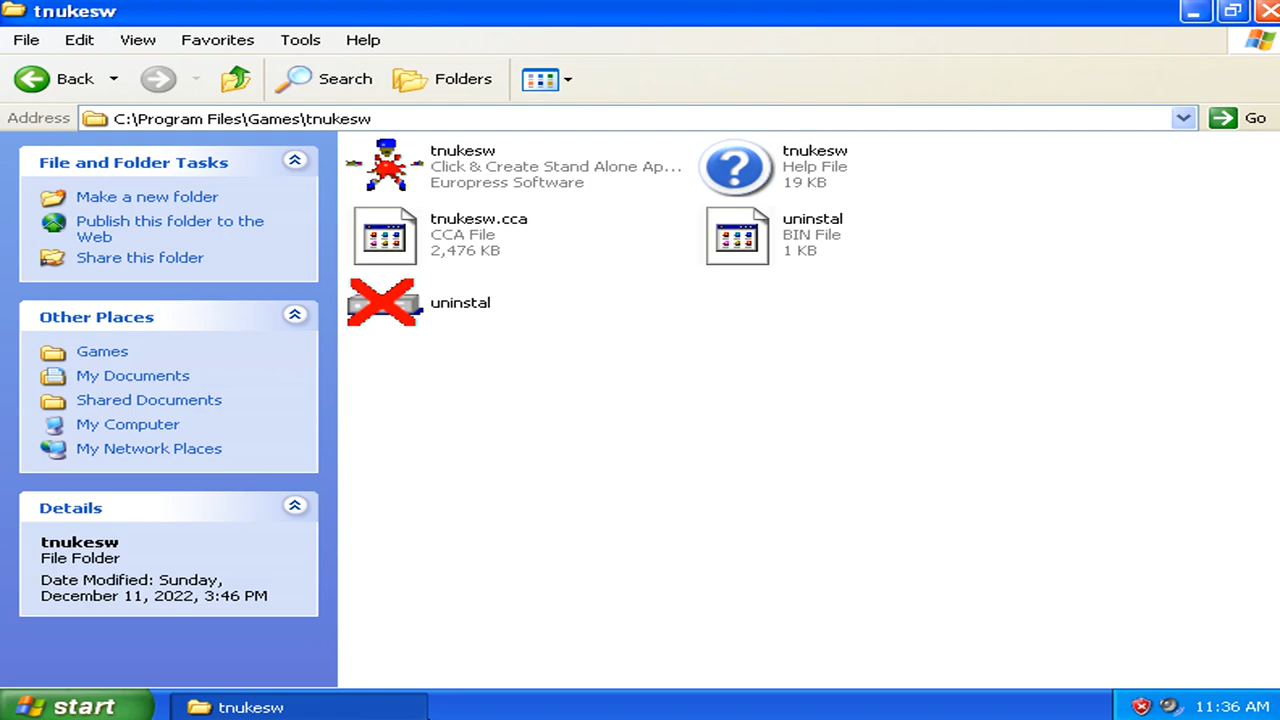 tnukesw
File Edit View Favorites Tools Help
Back Search Folders
Address C:\Program Files\Games\tnukesw Go
File and Folder Tasks
Make a new folder
Publish this folder to the
Web
Share this folder
Other Places
Games
My Documents
Shared Documents
My Computer
My Network Places
Details
tnukesw
File Folder
Date Modified: Sunday,
December 11, 2022, 3:46 PM
tnukesw
Click & Create Stand Alone Ap...
Europress Software
tnukesw
Help File
19 KB
tnukesw.cca
CCA File
2,476 KB
uninstal
BIN File
1 KB
uninstal
start tnukesw 11:36 AM